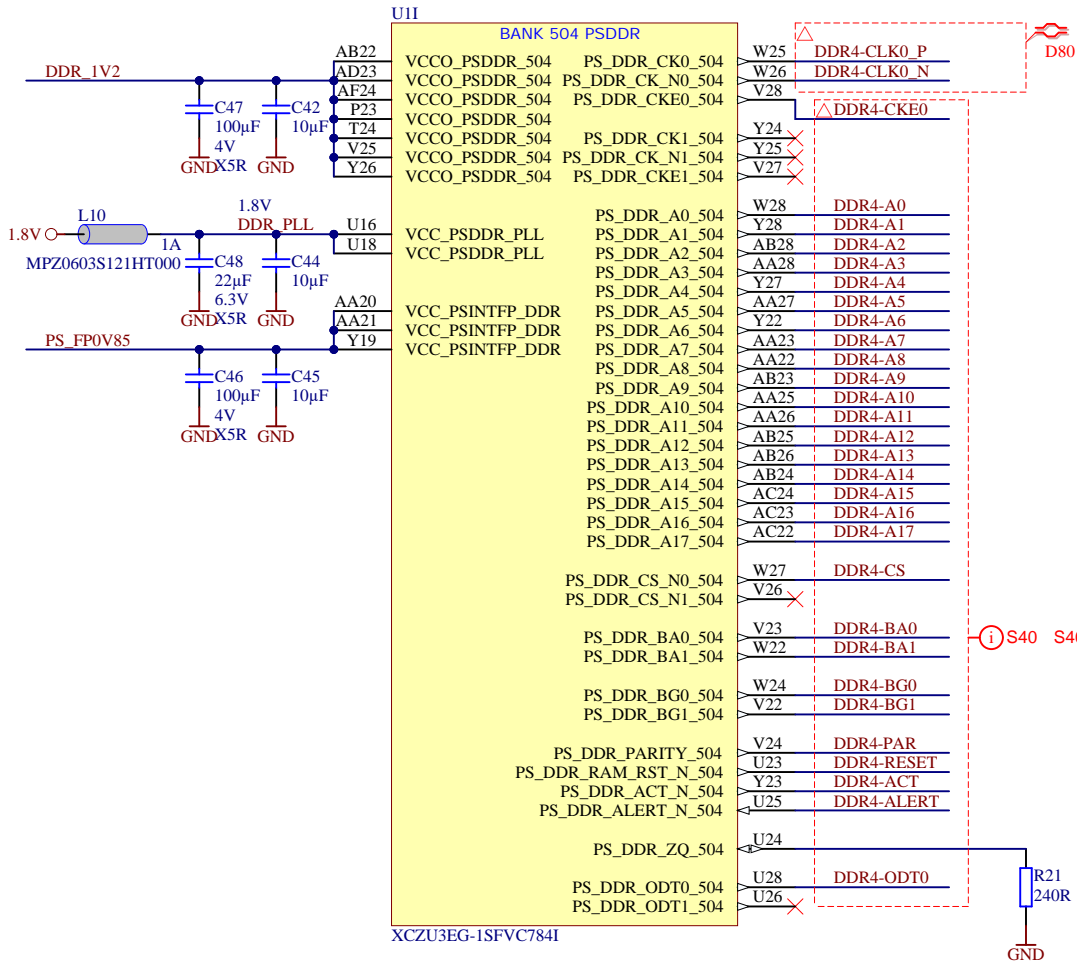 U1I
BANK 504 PSDDR
DDR_1V2
C47
100µF
4V
X5R
GND
C42
10µF
GND
AB22 VCCO_PSDDR_504
AD23 VCCO_PSDDR_504
AF24 VCCO_PSDDR_504
P23 VCCO_PSDDR_504
T24 VCCO_PSDDR_504
V25 VCCO_PSDDR_504
Y26 VCCO_PSDDR_504
1.8V
L10
1A
MPZ0603S121HT000
1.8V
DDR_PLL
C48
22µF
6.3V
X5R
GND
C44
10µF
GND
U16 VCC_PSDDR_PLL
U18 VCC_PSDDR_PLL
PS_FP0V85
C46
100µF
4V
X5R
GND
C45
10µF
GND
AA20 VCC_PSINTFP_DDR
AA21 VCC_PSINTFP_DDR
Y19 VCC_PSINTFP_DDR
PS_DDR_CK0_504 W25 DDR4-CLK0_P
PS_DDR_CK_N0_504 W26 DDR4-CLK0_N
PS_DDR_CKE0_504 V28 DDR4-CKE0
D80
PS_DDR_CK1_504 Y24
PS_DDR_CK_N1_504 Y25
PS_DDR_CKE1_504 V27
PS_DDR_A0_504 W28 DDR4-A0
PS_DDR_A1_504 Y28 DDR4-A1
PS_DDR_A2_504 AB28 DDR4-A2
PS_DDR_A3_504 AA28 DDR4-A3
PS_DDR_A4_504 Y27 DDR4-A4
PS_DDR_A5_504 AA27 DDR4-A5
PS_DDR_A6_504 Y22 DDR4-A6
PS_DDR_A7_504 AA23 DDR4-A7
PS_DDR_A8_504 AA22 DDR4-A8
PS_DDR_A9_504 AB23 DDR4-A9
PS_DDR_A10_504 AA25 DDR4-A10
PS_DDR_A11_504 AA26 DDR4-A11
PS_DDR_A12_504 AB25 DDR4-A12
PS_DDR_A13_504 AB26 DDR4-A13
PS_DDR_A14_504 AB24 DDR4-A14
PS_DDR_A15_504 AC24 DDR4-A15
PS_DDR_A16_504 AC23 DDR4-A16
PS_DDR_A17_504 AC22 DDR4-A17
PS_DDR_CS_N0_504 W27 DDR4-CS
PS_DDR_CS_N1_504 V26
PS_DDR_BA0_504 V23 DDR4-BA0
PS_DDR_BA1_504 W22 DDR4-BA1
i S40
PS_DDR_BG0_504 W24 DDR4-BG0
PS_DDR_BG1_504 V22 DDR4-BG1
PS_DDR_PARITY_504 V24 DDR4-PAR
PS_DDR_RAM_RST_N_504 U23 DDR4-RESET
PS_DDR_ACT_N_504 Y23 DDR4-ACT
PS_DDR_ALERT_N_504 U25 DDR4-ALERT
PS_DDR_ZQ_504 U24
R21
240R
GND
PS_DDR_ODT0_504 U28 DDR4-ODT0
PS_DDR_ODT1_504 U26
XCZU3EG-1SFVC784I